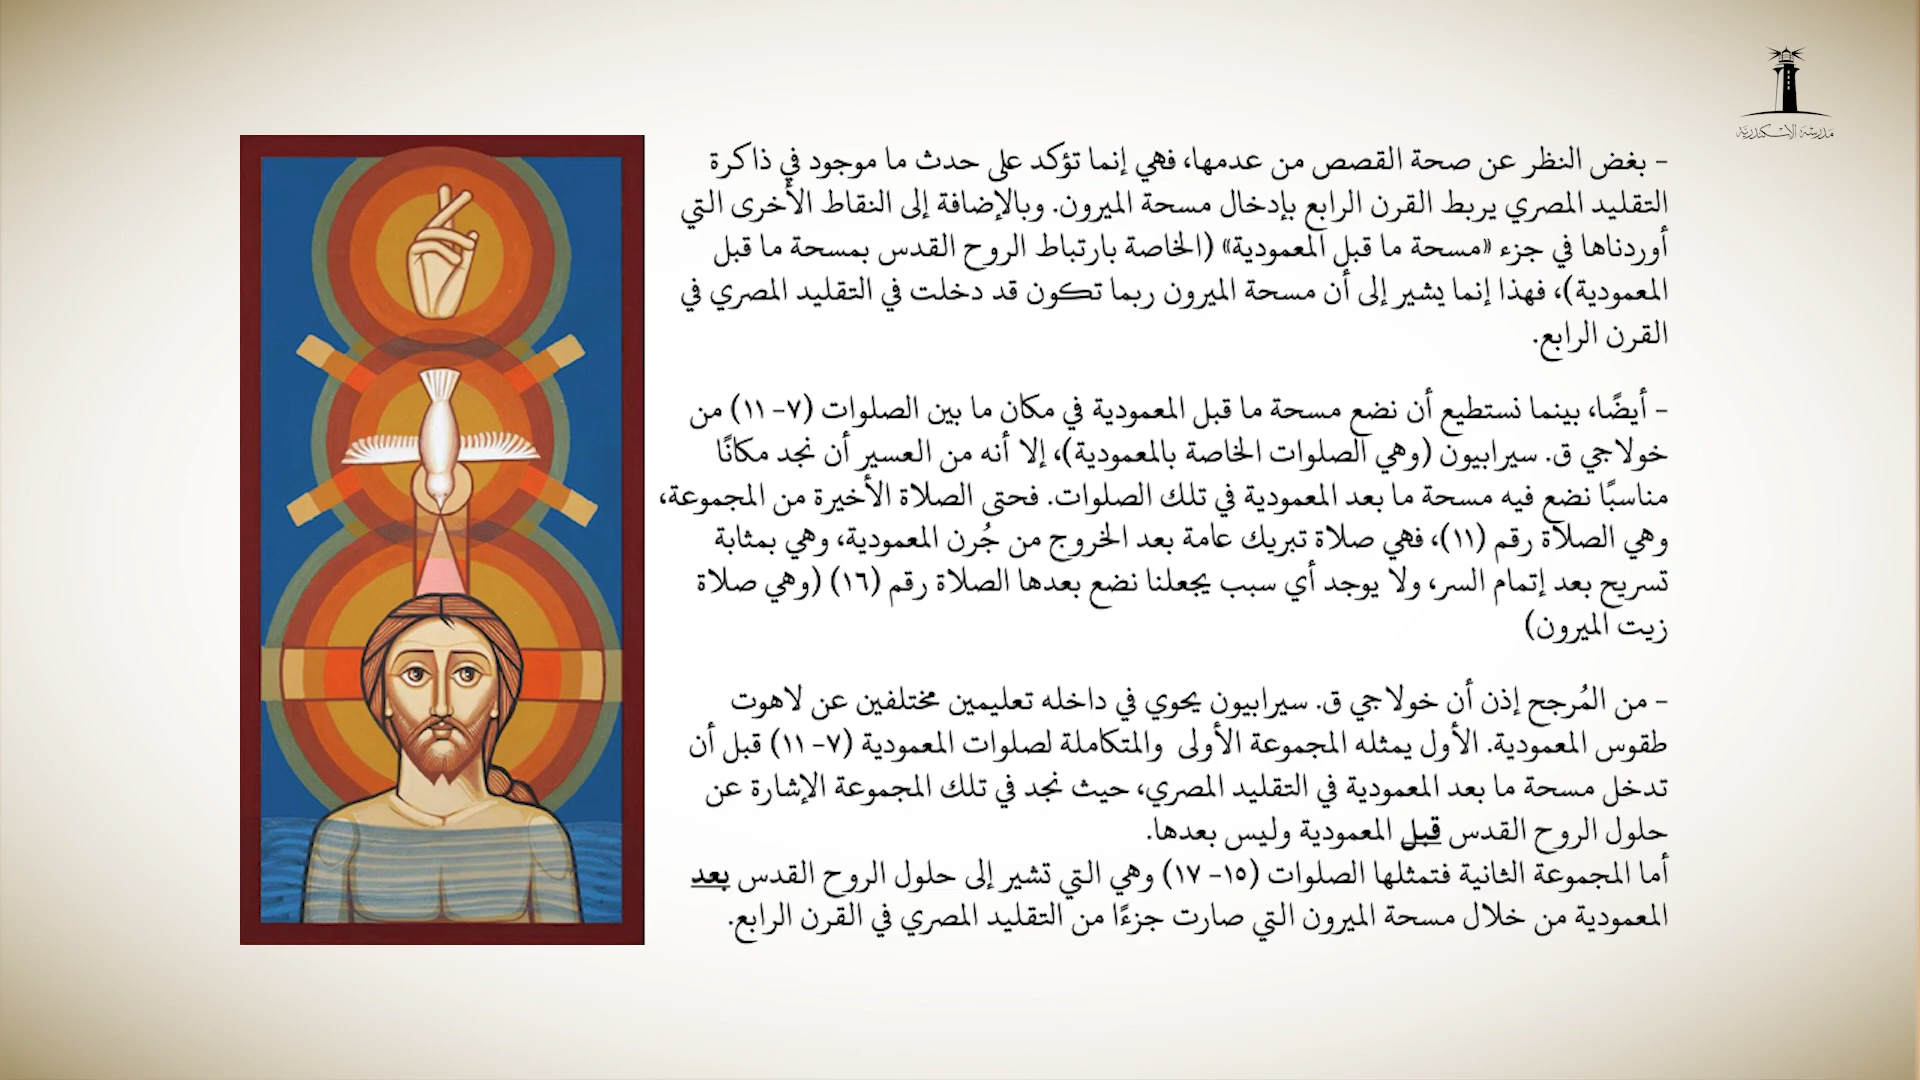 مدرسة الإسكندرية
- بغض النظر عن صحة القصص من عدمها، فهي إنما تؤكد على حدث ما موجود في ذاكرة
التقليد المصري يربط القرن الرابع بإدخال مسحة الميرون. وبالإضافة إلى النقاط الأخرى التي
أوردناها في جزء «مسحة ما قبل المعمودية» (الخاصة بارتباط الروح القدس بمسحة ما قبل
المعمودية)، فهذا إنما يشير إلى أن مسحة الميرون ربما تكون قد دخلت في التقليد المصري في
القرن الرابع.
- أيضًا، بينما نستطيع أن نضع مسحة ما قبل المعمودية في مكان ما بين الصلوات (٧- ١١) من
خولاجي ق. سيرابيون (وهي الصلوات الخاصة بالمعمودية)، إلا أنه من العسير أن نجد مكانًا
مناسبًا نضع فيه مسحة ما بعد المعمودية في تلك الصلوات. فحتى الصلاة الأخيرة من المجموعة،
وهي الصلاة رقم (١١)، فهي صلاة تبريك عامة بعد الخروج من جُرن المعمودية، وهي بمثابة
تسريح بعد إتمام السر، ولا يوجد أي سبب يجعلنا نضع بعدها الصلاة رقم (١٦) (وهي صلاة
زيت الميرون)
- من المُرجح إذن أن خولاجي ق. سيرابيون يحوي في داخله تعليمين مختلفين عن لاهوت
طقوس المعمودية. الأول يمثله المجموعة الأولى والمتكاملة لصلوات المعمودية (٧- ١١) قبل أن
تدخل مسحة ما بعد المعمودية في التقليد المصري، حيث نجد في تلك المجموعة الإشارة عن
حلول الروح القدس قبل المعمودية وليس بعدها.
أما المجموعة الثانية فتمثلها الصلوات (١٥- ١٧) وهي التي تشير إلى حلول الروح القدس بعد
المعمودية من خلال مسحة الميرون التي صارت جزءًا من التقليد المصري في القرن الرابع.